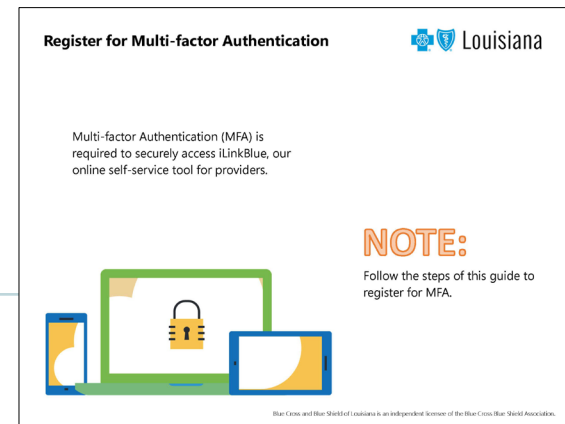 Register for Multi-factor Authentication
Louisiana
Multi-factor Authentication (MFA) is
required to securely access iLinkBlue, our
online self-service tool for providers.
NOTE:
Follow the steps of this guide to
register for MFA.
Blue Cross and Blue Shield of Louisiana is an independent licensee of the Blue Cross Blue Shield Association.